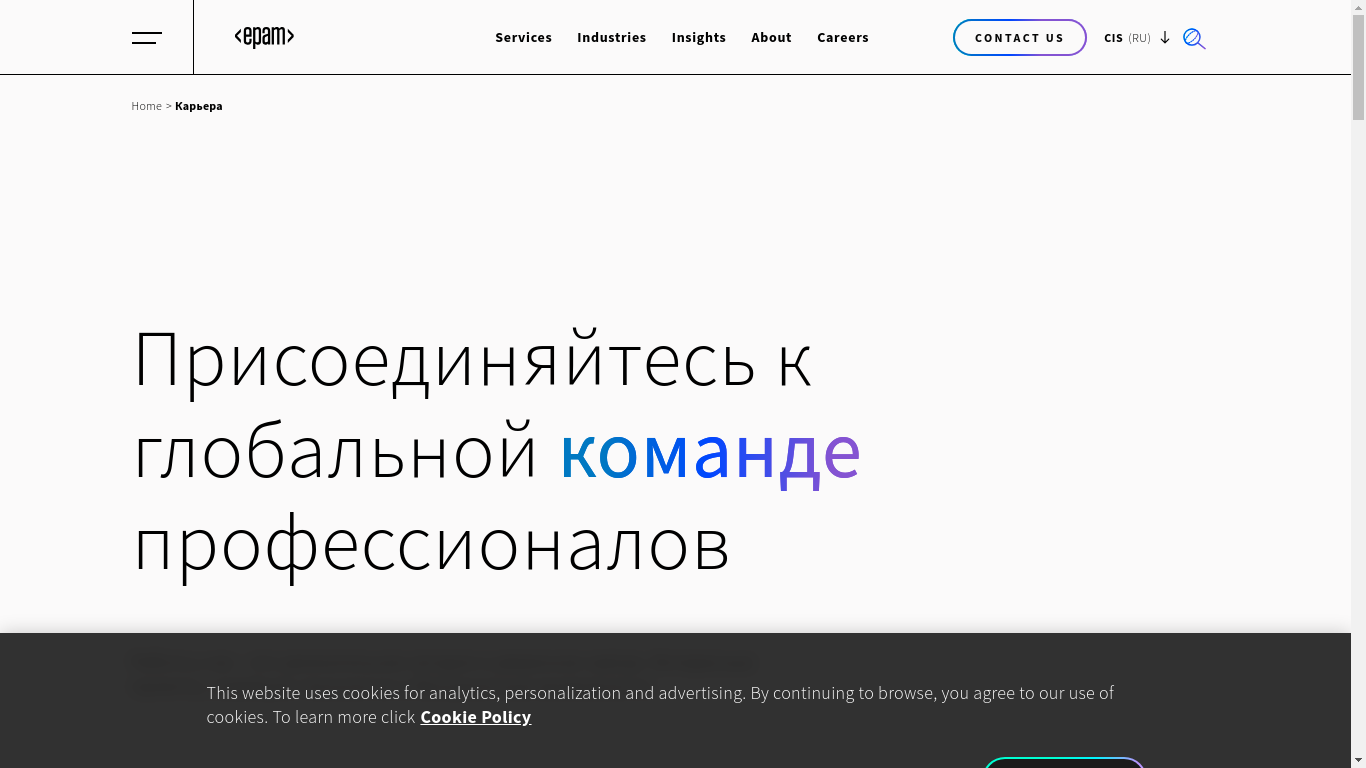 <epam>
Services
Industries
Insights
About
Careers
CONTACT US
CIS (RU)
Home > Карьера
Присоединяйтесь к
глобальной команде
профессионалов
This website uses cookies for analytics, personalization and advertising. By continuing to browse, you agree to our use of
cookies. To learn more click Cookie Policy